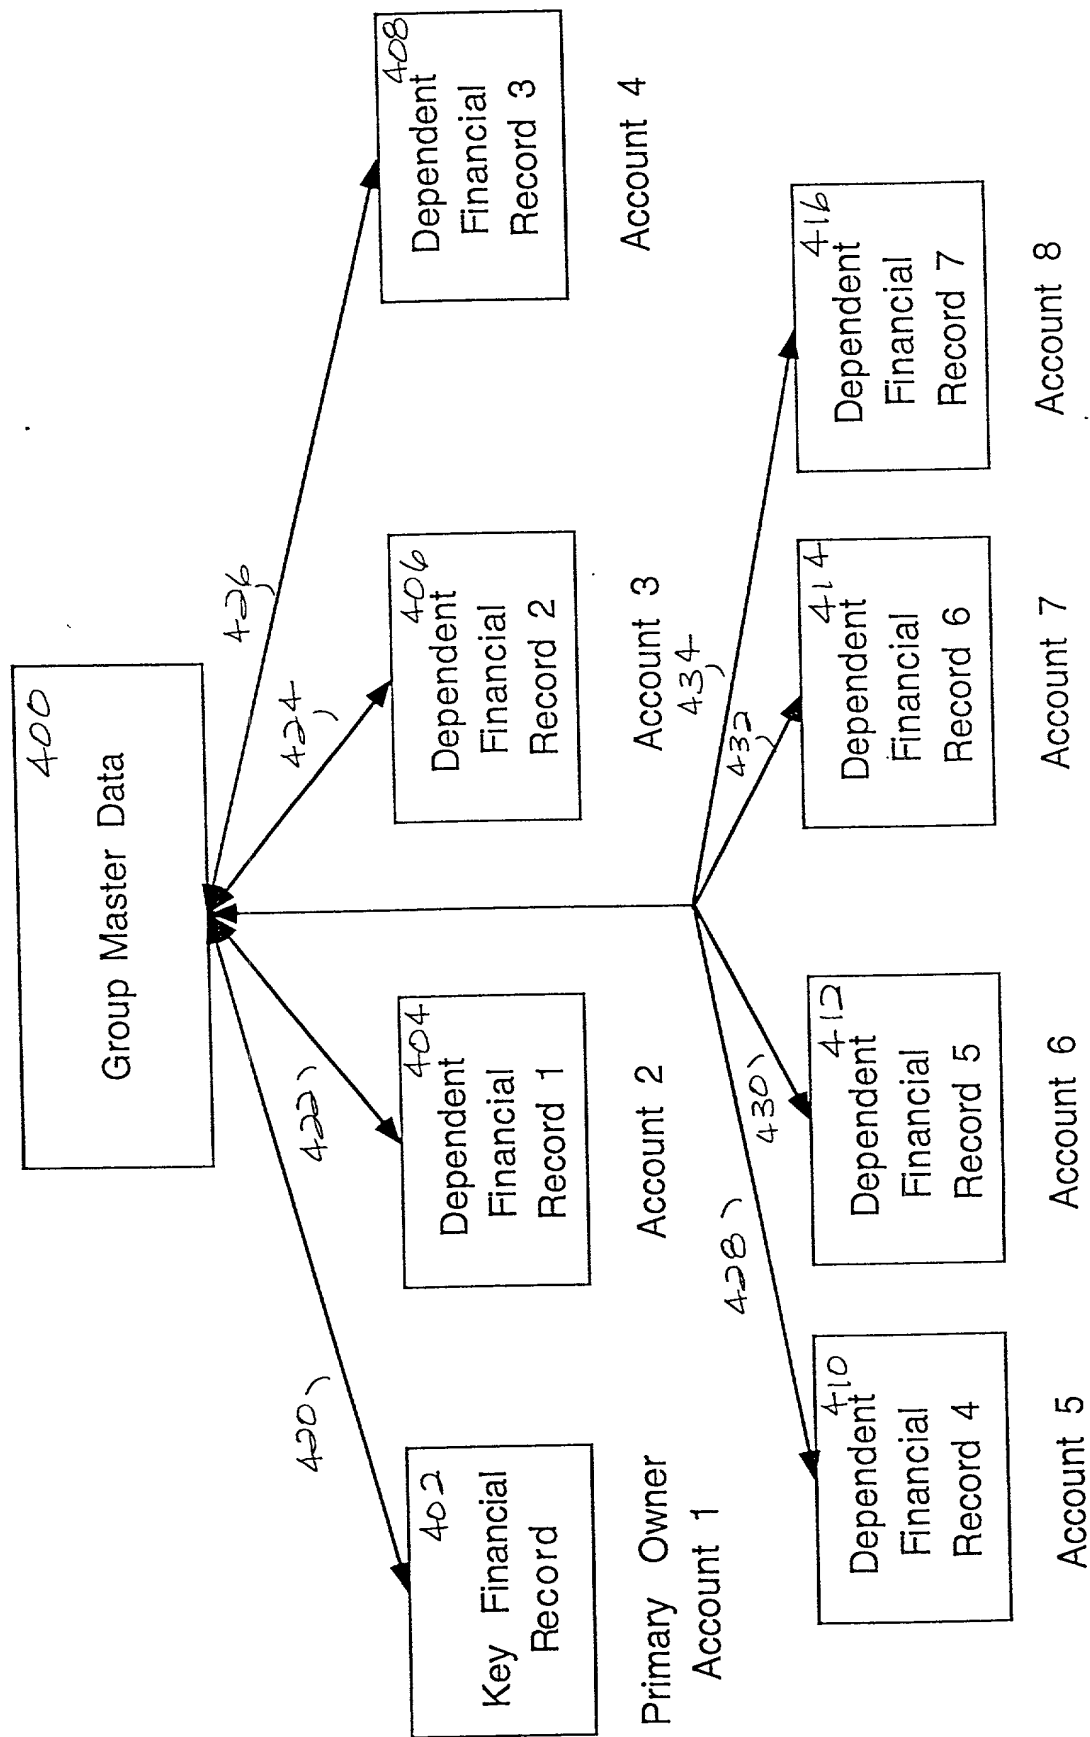 400
Group Master Data
420
422
424
426
402
Key Financial
Record
Primary Owner
Account 1
404
Dependent
Financial
Record 1
Account 2
406
Dependent
Financial
Record 2
Account 3
408
Dependent
Financial
Record 3
Account 4
428
430
432
434
410
Dependent
Financial
Record 4
Account 5
412
Dependent
Financial
Record 5
Account 6
414
Dependent
Financial
Record 6
Account 7
416
Dependent
Financial
Record 7
Account 8